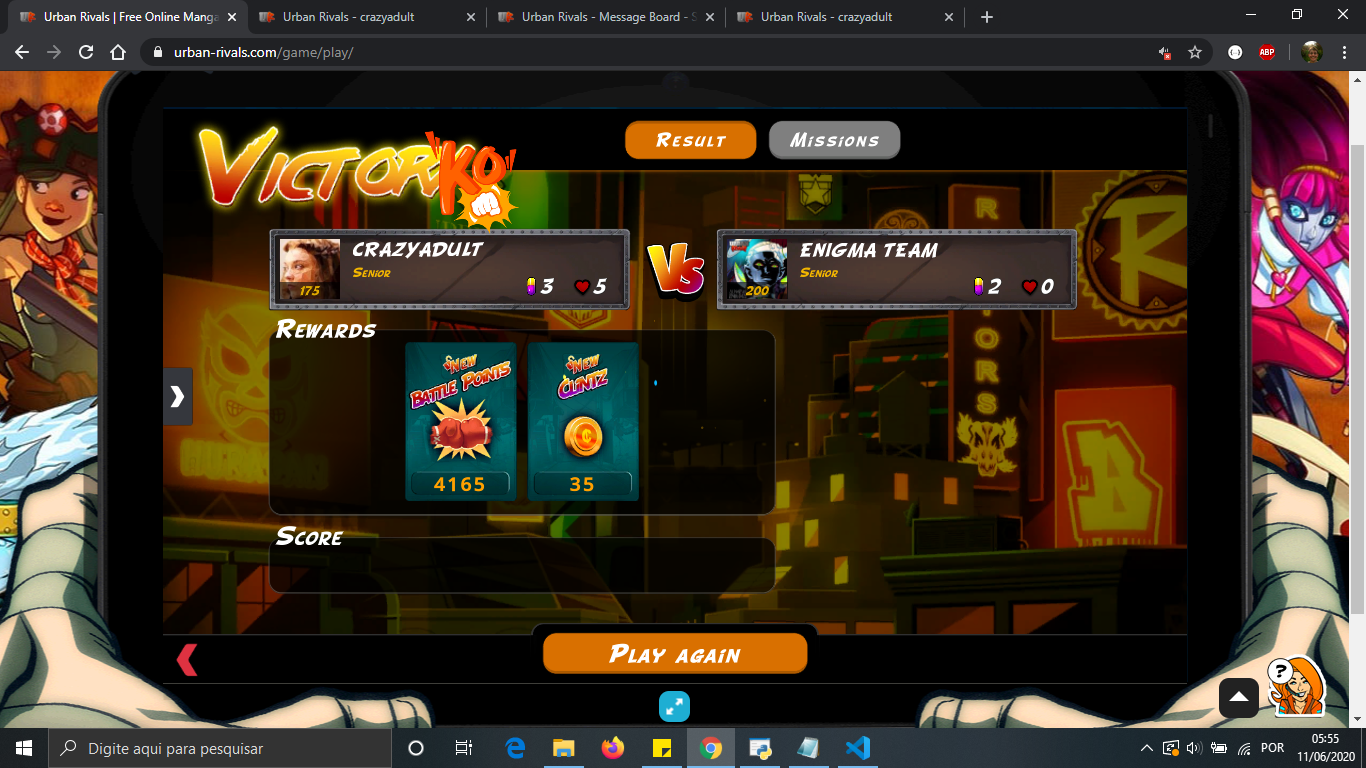 Urban Rivals | Free Online Manga
Urban Rivals - crazyadult
Urban Rivals - Message Board - S
Urban Rivals - crazyadult
urban-rivals.com/game/play/
ABP
VICTORY
KO!
RESULT
MISSIONS
CRAZYADULT
SENIOR
175
3
5
VS
ENIGMA TEAM
SENIOR
200
2
0
REWARDS
NEW
BATTLE POINTS
4165
NEW
CLINTZ
35
SCORE
PLAY AGAIN
?
Digite aqui para pesquisar
POR
05:55
11/06/2020